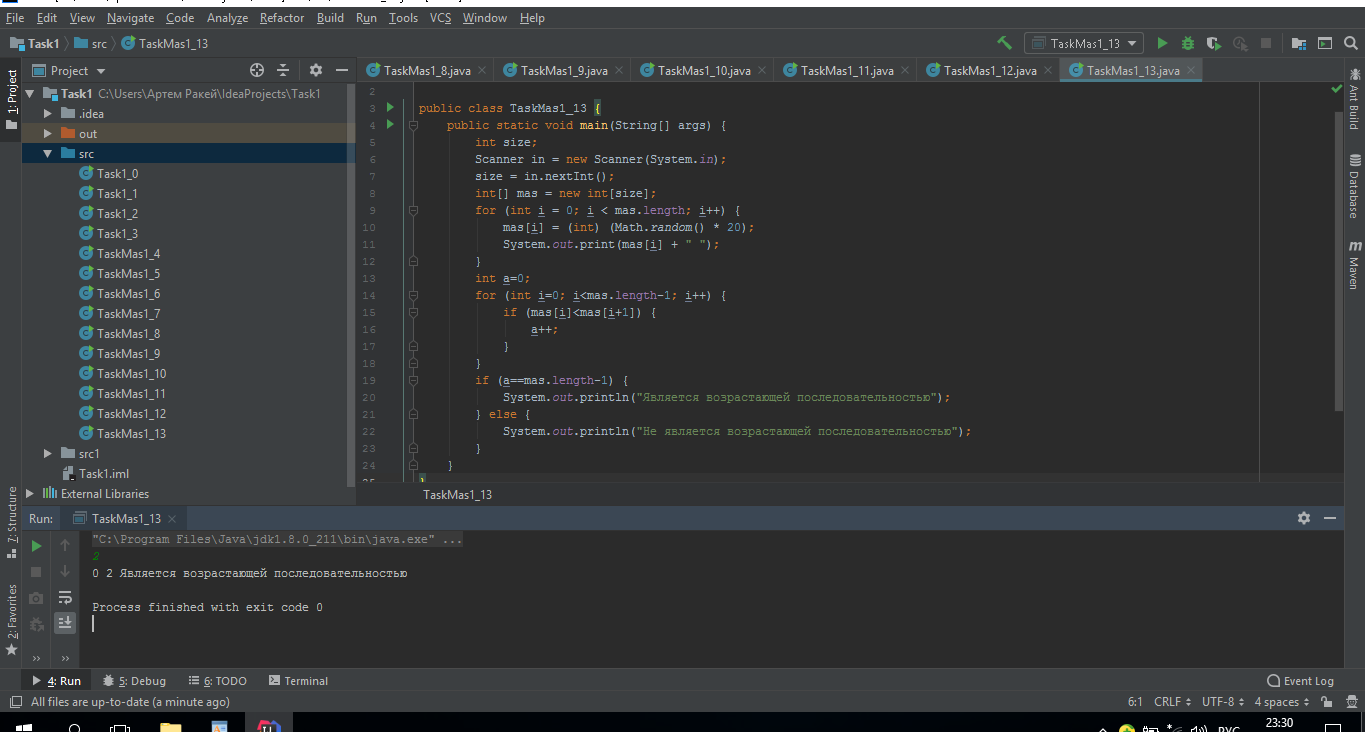 File Edit View Navigate Code Analyze Refactor Build Run Tools VCS Window Help
Task1 src TaskMas1_13
TaskMas1_13
1: Project
Project
TaskMas1_8.java TaskMas1_9.java TaskMas1_10.java TaskMas1_11.java TaskMas1_12.java TaskMas1_13.java
Task1 C:\Users\Артем Ракей\IdeaProjects\Task1
.idea
out
src
Task1_0
Task1_1
Task1_2
Task1_3
TaskMas1_4
TaskMas1_5
TaskMas1_6
TaskMas1_7
TaskMas1_8
TaskMas1_9
TaskMas1_10
TaskMas1_11
TaskMas1_12
TaskMas1_13
src1
Task1.iml
External Libraries
2
3 public class TaskMas1_13 {
4 public static void main(String[] args) {
5 int size;
6 Scanner in = new Scanner(System.in);
7 size = in.nextInt();
8 int[] mas = new int[size];
9 for (int i = 0; i < mas.length; i++) {
10 mas[i] = (int) (Math.random() * 20);
11 System.out.print(mas[i] + " ");
12 }
13 int a=0;
14 for (int i=0; i<mas.length-1; i++) {
15 if (mas[i]<mas[i+1]) {
16 a++;
17 }
18 }
19 if (a==mas.length-1) {
20 System.out.println("Является возрастающей последовательностью");
21 } else {
22 System.out.println("Не является возрастающей последовательностью");
23 }
24 }
25 }
TaskMas1_13
Ant Build
Database
m Maven
7: Structure
2: Favorites
Run: TaskMas1_13
"C:\Program Files\Java\jdk1.8.0_211\bin\java.exe" ...
2
0 2 Является возрастающей последовательностью
Process finished with exit code 0
4: Run 5: Debug 6: TODO Terminal Event Log
All files are up-to-date (a minute ago) 6:1 CRLF UTF-8 4 spaces
РУС 23:30